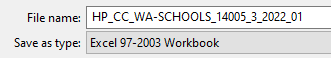 File name: HP_CC_WA-SCHOOLS_14005_3_2022_01
Save as type: Excel 97-2003 Workbook